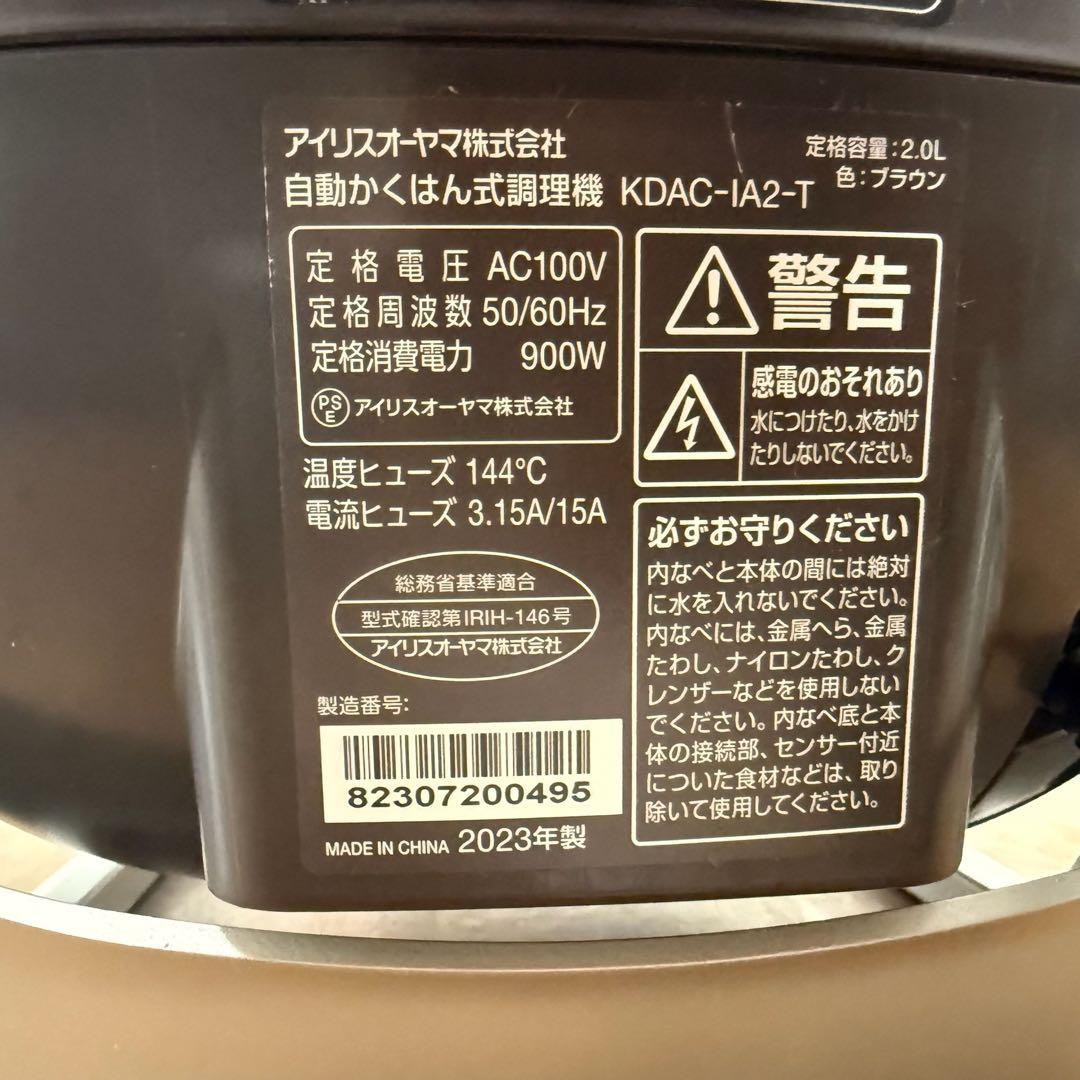 アイリスオーヤマ株式会社
自動かくはん式調理機 KDAC-IA2-T
定格容量:2.0L
色:ブラウン
定格電圧 AC100V
定格周波数 50/60Hz
定格消費電力 900W
PSE アイリスオーヤマ株式会社
温度ヒューズ 144℃
電流ヒューズ 3.15A/15A
総務省基準適合
型式確認第IRIH-146号
アイリスオーヤマ株式会社
製造番号:
82307200495
MADE IN CHINA 2023年製
警告
感電のおそれあり
水につけたり、水をかけ
たりしないでください。
必ずお守りください
内なべと本体の間には絶対
に水を入れないでください。
内なべには、金属へら、金属
たわし、ナイロンたわし、ク
レンザーなどを使用しない
でください。内なべ底と本
体の接続部、センサー付近
についた食材などは、取り
除いて使用してください。